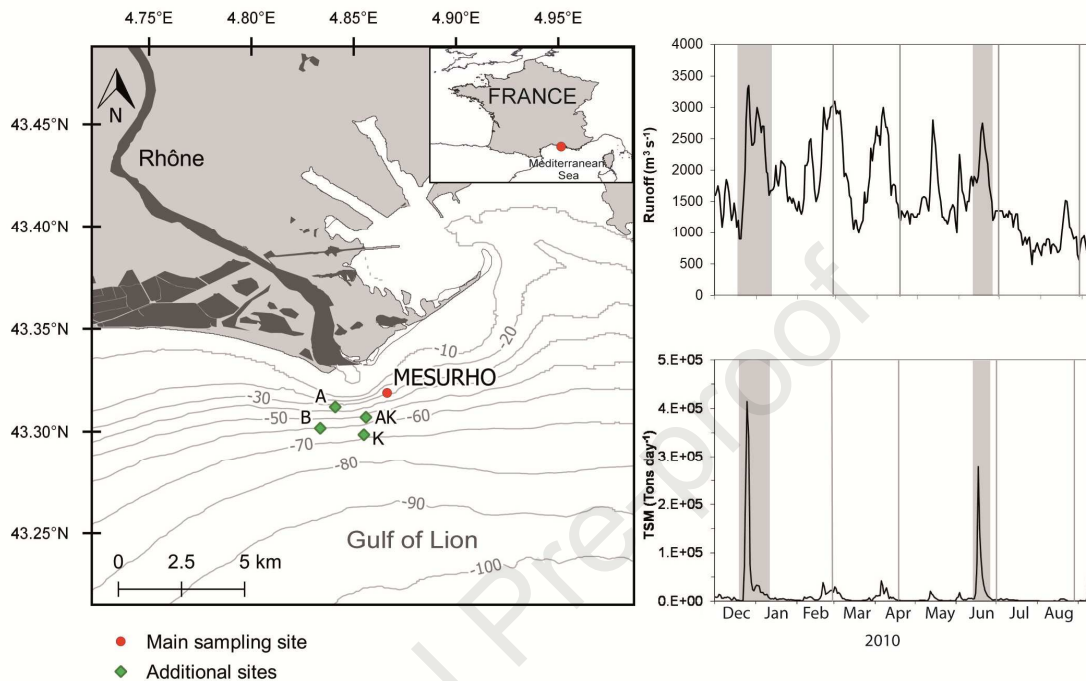 4.75°E 4.80°E 4.85°E 4.90°E 4.95°E
43.45°N
43.40°N
43.35°N
43.30°N
43.25°N
N
Rhône
FRANCE
Méditerranean
Sea
-10
-20
MESURHO
-30
A
B
-50
AK
-60
K
-70
-80
-90
Gulf of Lion
-100
0 2.5 5 km
Main sampling site
Additional sites
Runoff (m³ s⁻¹)
4000
3500
3000
2500
2000
1500
1000
500
0
TSM (Tons day⁻¹)
5.E+05
4.E+05
3.E+05
2.E+05
1.E+05
0.E+00
Dec Jan Feb Mar Apr May Jun Jul Aug
2010
Pre-proof